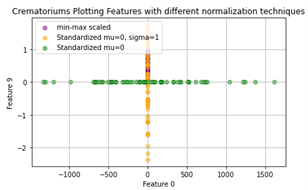 Crematoriums Plotting Features with different normalization techniques
min-max scaled
Standardized mu=0, sigma=1
Standardized mu=0
Feature 9
1
0
−1
−2
−1000
−500
0
500
1000
1500
Feature 0